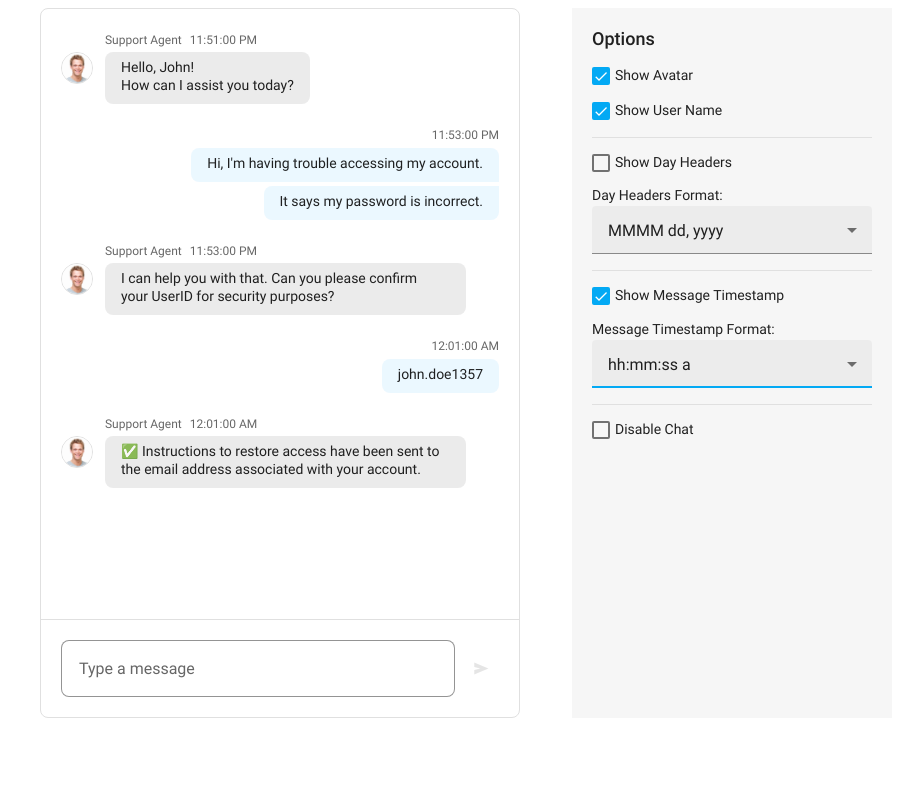 Support Agent 11:51:00 PM
Hello, John!
How can I assist you today?
11:53:00 PM
Hi, I'm having trouble accessing my account.
It says my password is incorrect.
Support Agent 11:53:00 PM
I can help you with that. Can you please confirm
your UserID for security purposes?
12:01:00 AM
john.doe1357
Support Agent 12:01:00 AM
✅ Instructions to restore access have been sent to
the email address associated with your account.
Type a message
Options
Show Avatar
Show User Name
Show Day Headers
Day Headers Format:
MMMM dd, yyyy
Show Message Timestamp
Message Timestamp Format:
hh:mm:ss a
Disable Chat